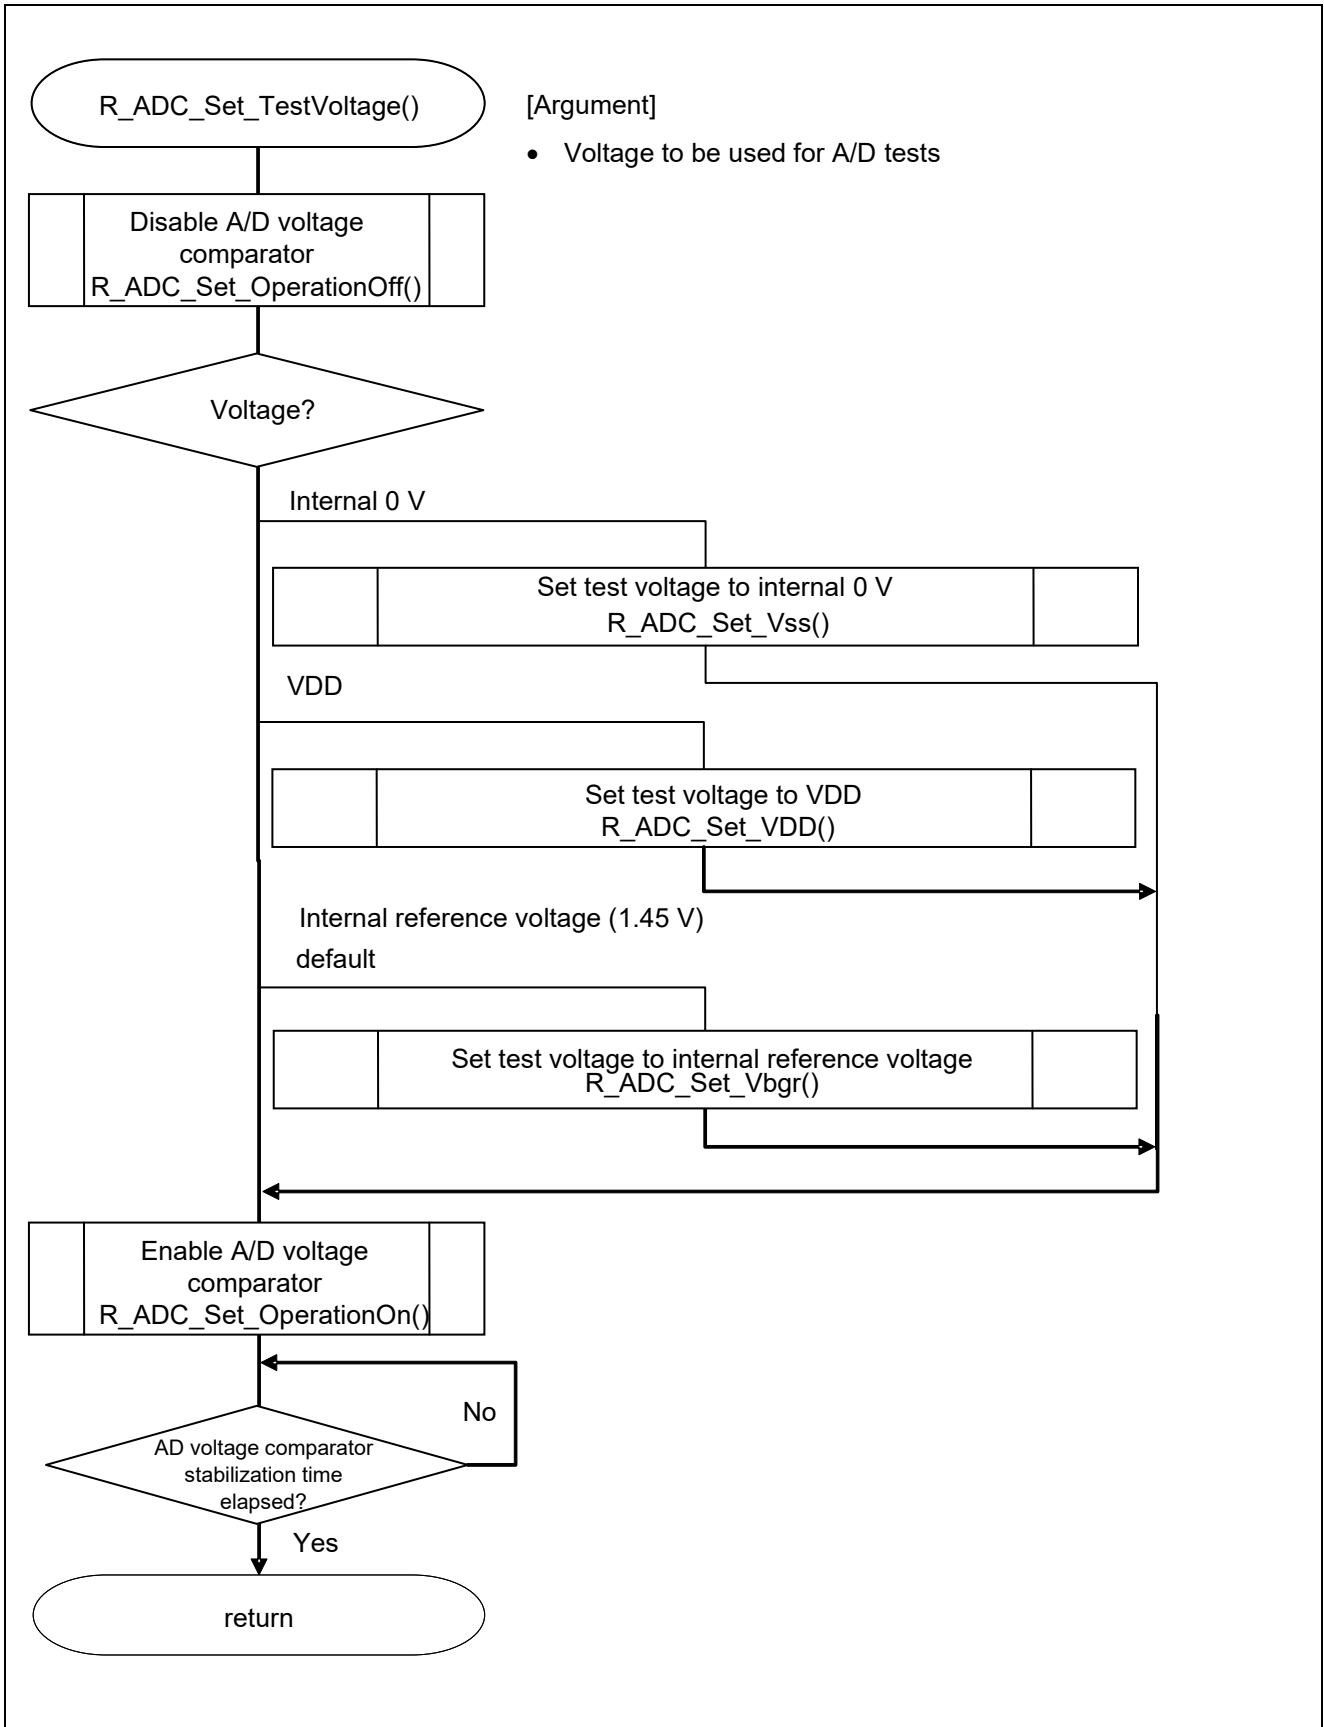 R_ADC_Set_TestVoltage()
[Argument]
• Voltage to be used for A/D tests
Disable A/D voltage
comparator
R_ADC_Set_OperationOff()
Voltage?
Internal 0 V
Set test voltage to internal 0 V
R_ADC_Set_Vss()
VDD
Set test voltage to VDD
R_ADC_Set_VDD()
Internal reference voltage (1.45 V)
default
Set test voltage to internal reference voltage
R_ADC_Set_Vbgr()
Enable A/D voltage
comparator
R_ADC_Set_OperationOn()
No
AD voltage comparator
stabilization time
elapsed?
Yes
return